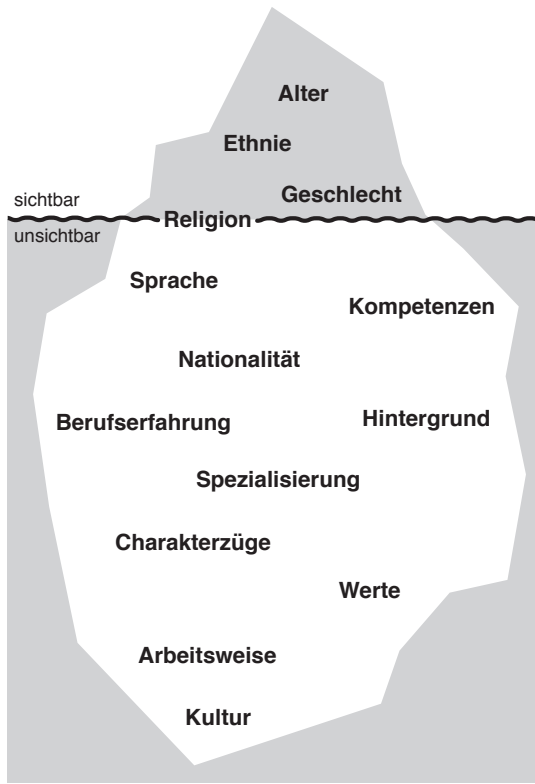 Alter
Ethnie
Geschlecht
sichtbar
Religion
unsichtbar
Sprache
Kompetenzen
Nationalität
Berufserfahrung
Hintergrund
Spezialisierung
Charakterzüge
Werte
Arbeitsweise
Kultur